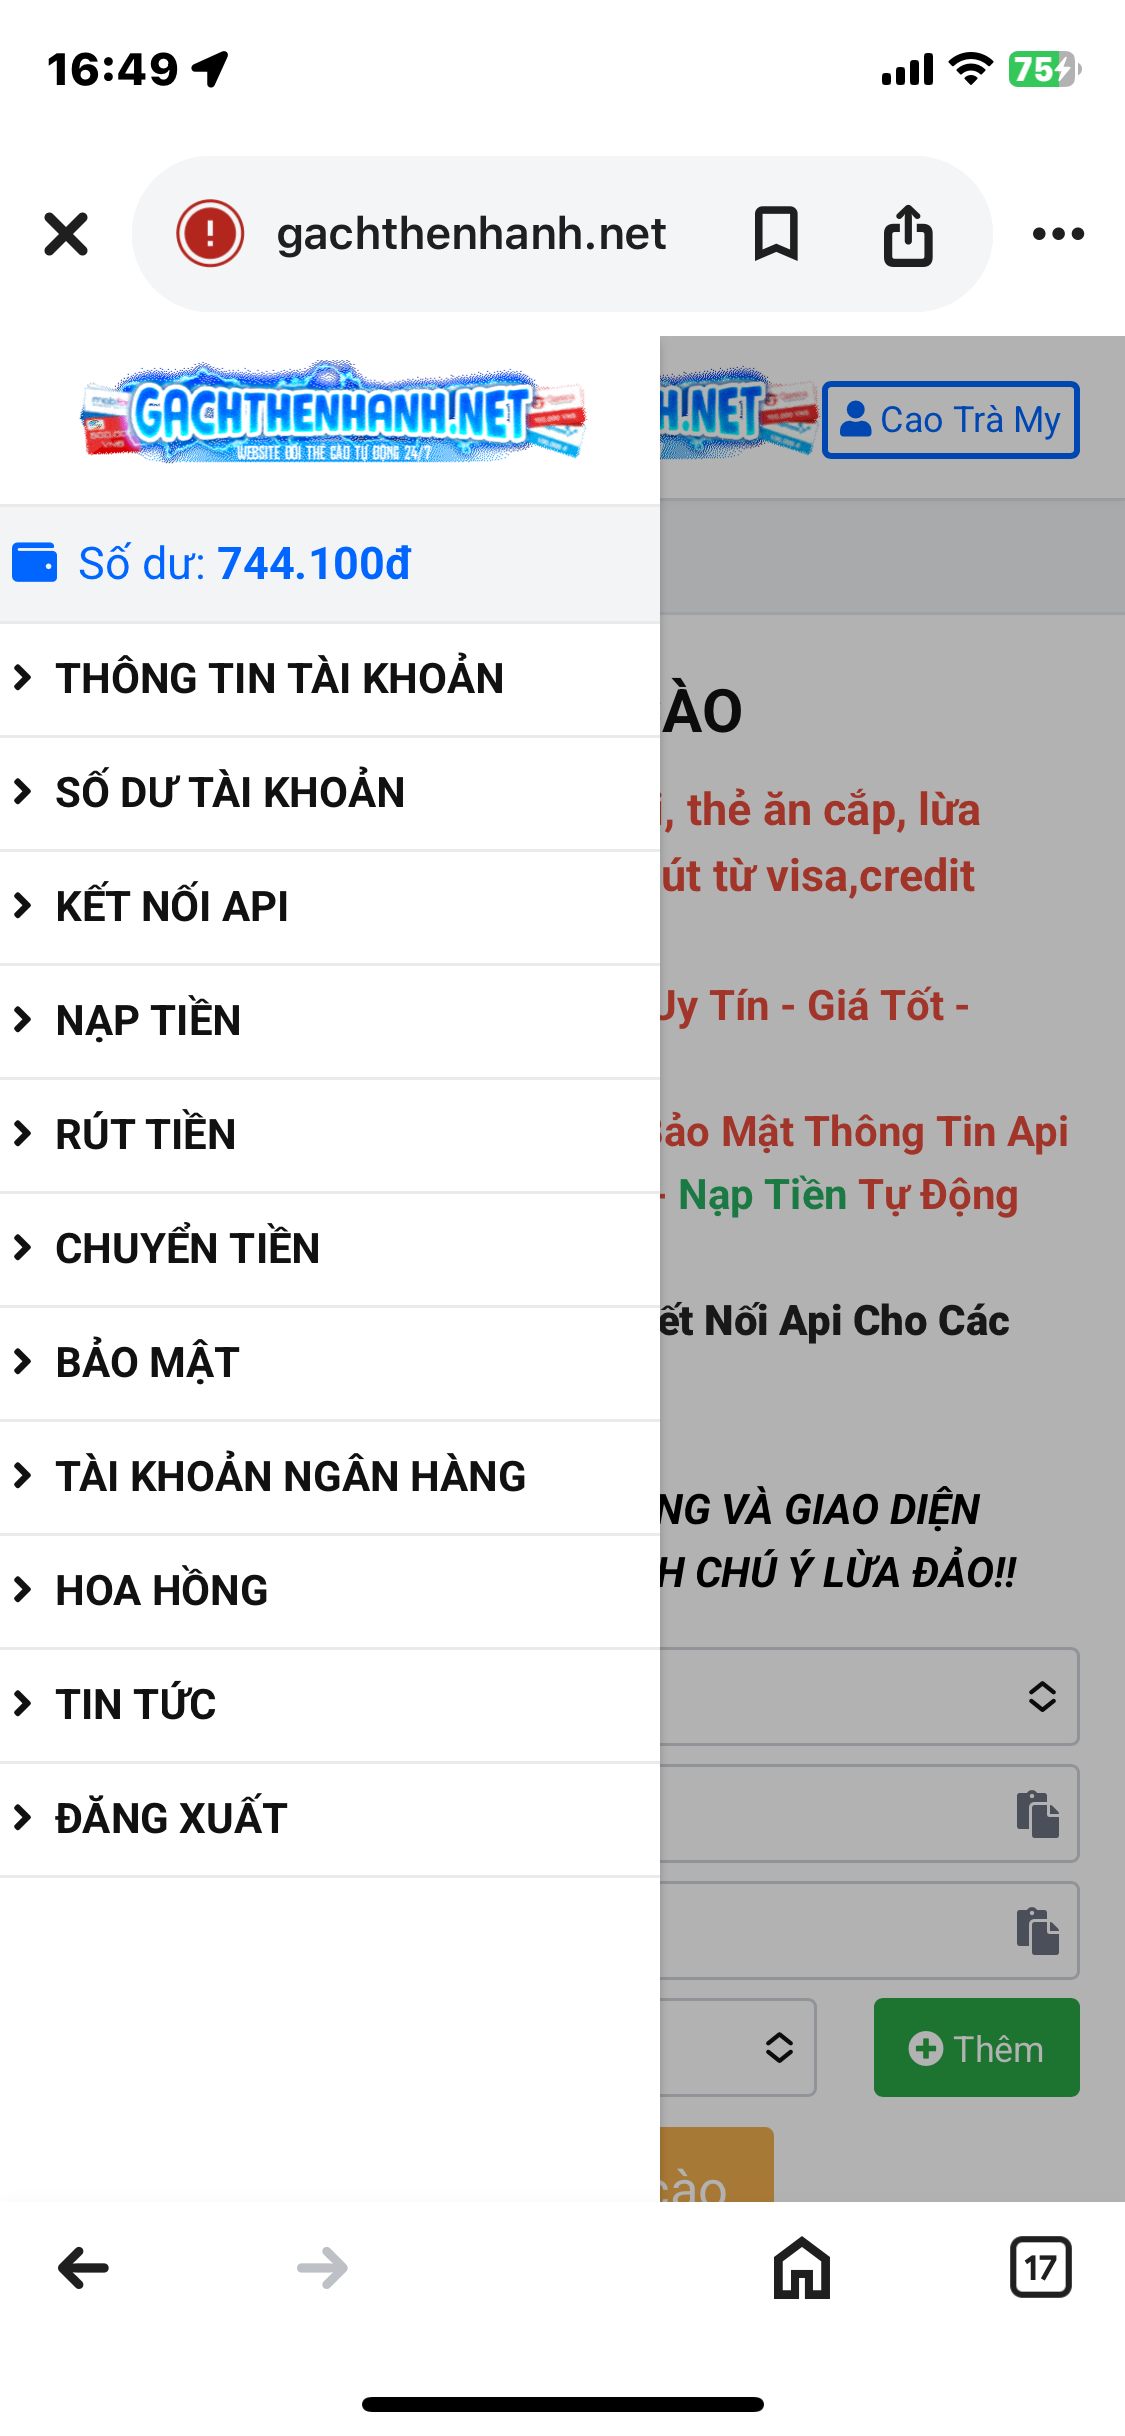 16:49
75
gachthenhanh.net
GACHTHENHANH.NET
WEBSITE ĐỔI THẺ CÀO TỰ ĐỘNG 24/7
H!NET
Cao Trà My
Số dư: 744.100đ
THÔNG TIN TÀI KHOẢN
SỐ DƯ TÀI KHOẢN
KẾT NỐI API
NẠP TIỀN
RÚT TIỀN
CHUYỂN TIỀN
BẢO MẬT
TÀI KHOẢN NGÂN HÀNG
HOA HỒNG
TIN TỨC
ĐĂNG XUẤT
ÀO
, thẻ ăn cắp, lừa
út từ visa,credit
Uy Tín - Giá Tốt -
Bảo Mật Thông Tin Api
- Nạp Tiền Tự Động
ết Nối Api Cho Các
NG VÀ GIAO DIỆN
H CHÚ Ý LỪA ĐẢO!!
Thêm
cào
17